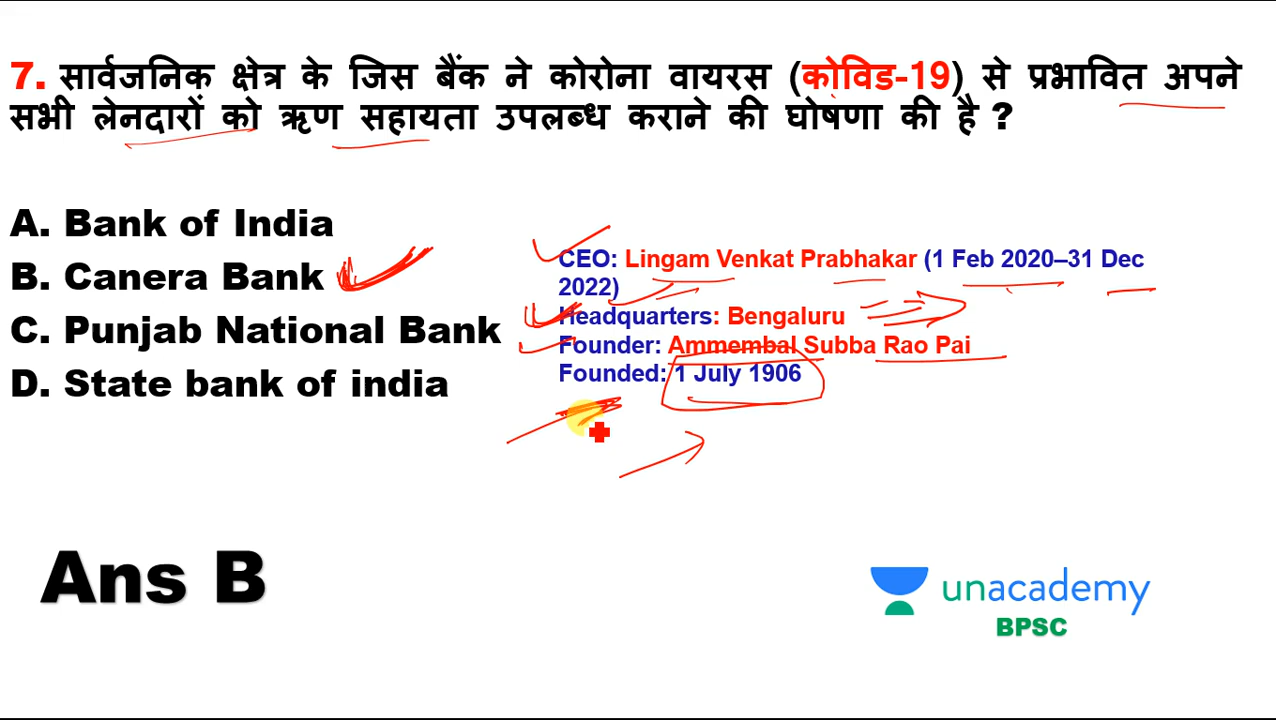 7. सार्वजनिक क्षेत्र के जिस बैंक ने कोरोना वायरस (कोविड-19) से प्रभावित अपने
सभी लेनदारों को ऋण सहायता उपलब्ध कराने की घोषणा की है ?
A. Bank of India
B. Canera Bank
C. Punjab National Bank
D. State bank of india
CEO: Lingam Venkat Prabhakar (1 Feb 2020–31 Dec
2022)
Headquarters: Bengaluru
Founder: Ammembal Subba Rao Pai
Founded: 1 July 1906
Ans B
unacademy
BPSC